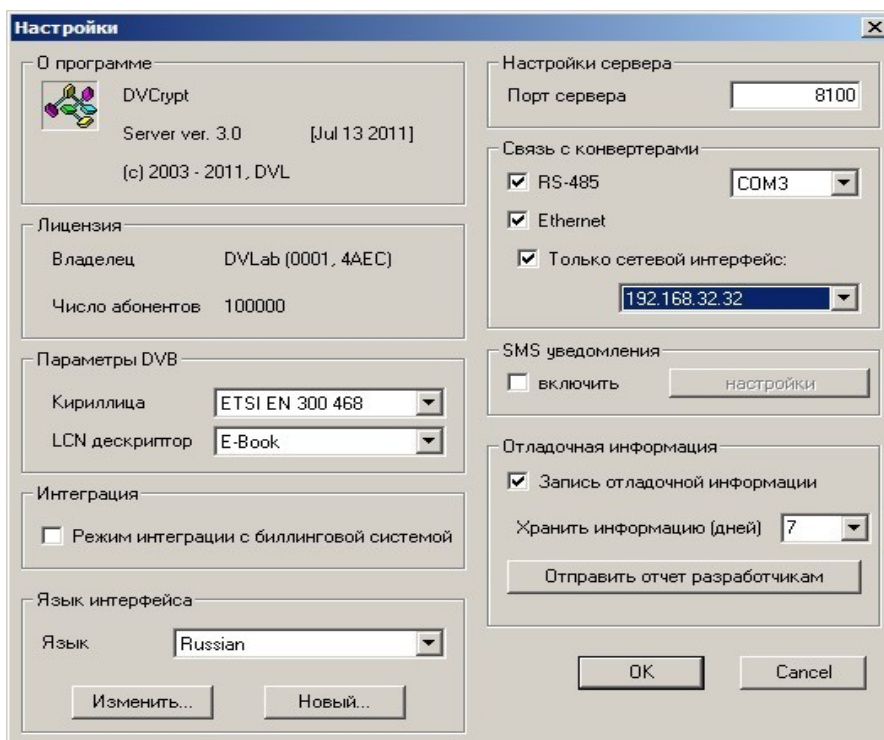 Настройки
О программе
DVCrypt
Server ver. 3.0 [Jul 13 2011]
(c) 2003 - 2011, DVL
Лицензия
Владелец DVLab (0001, 4AEC)
Число абонентов 100000
Параметры DVB
Кириллица ETSI EN 300 468
LCN дескриптор E-Book
Интеграция
Режим интеграции с биллинговой системой
Язык интерфейса
Язык Russian
Изменить... Новый...
Настройки сервера
Порт сервера 8100
Связь с конвертерами
RS-485 COM3
Ethernet
Только сетевой интерфейс:
192.168.32.32
SMS уведомления
включить настройки
Отладочная информация
Запись отладочной информации
Хранить информацию (дней) 7
Отправить отчет разработчикам
OK Cancel